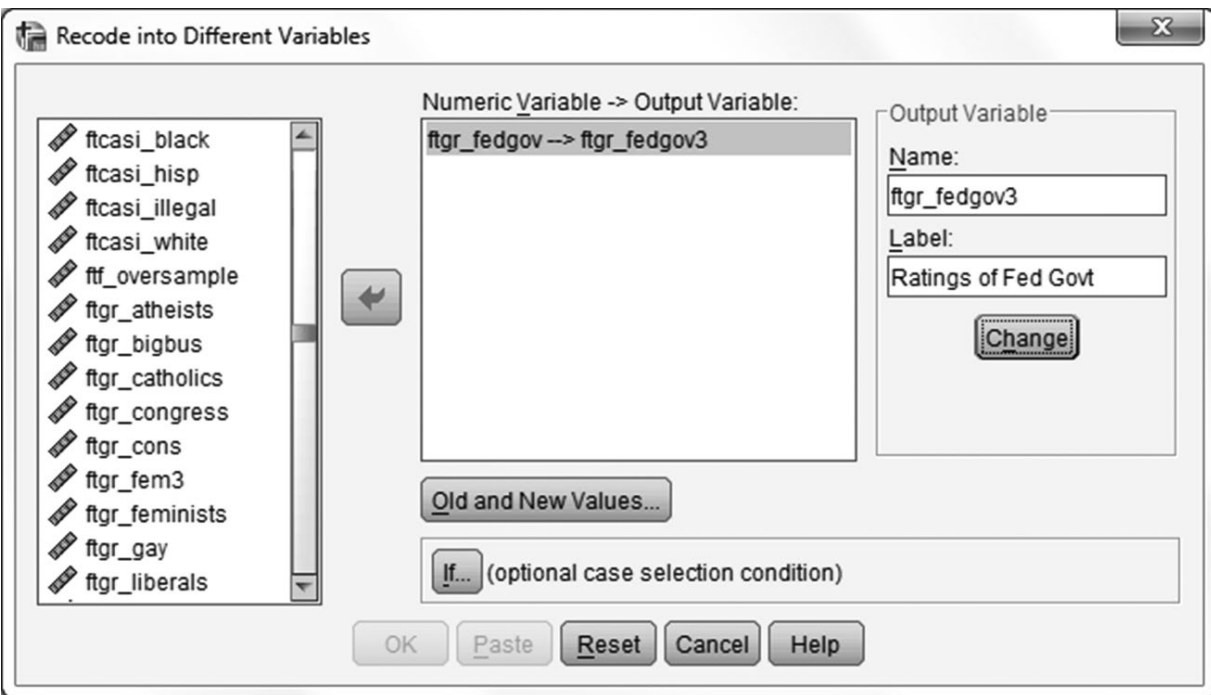 Recode into Different Variables
ftcasi_black
ftcasi_hisp
ftcasi_illegal
ftcasi_white
ftf_oversample
ftgr_atheists
ftgr_bigbus
ftgr_catholics
ftgr_congress
ftgr_cons
ftgr_fem3
ftgr_feminists
ftgr_gay
ftgr_liberals
Numeric Variable -> Output Variable:
ftgr_fedgov --> ftgr_fedgov3
Output Variable
Name:
ftgr_fedgov3
Label:
Ratings of Fed Govt
Change
Old and New Values...
If... (optional case selection condition)
OK Paste Reset Cancel Help